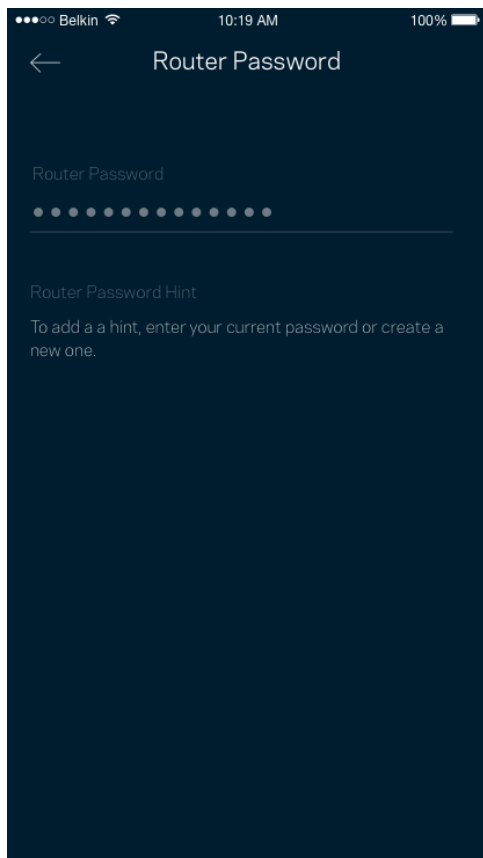 Belkin 10:19 AM 100%
Router Password
Router Password
••••••••••••••
Router Password Hint
To add a a hint, enter your current password or create a
new one.